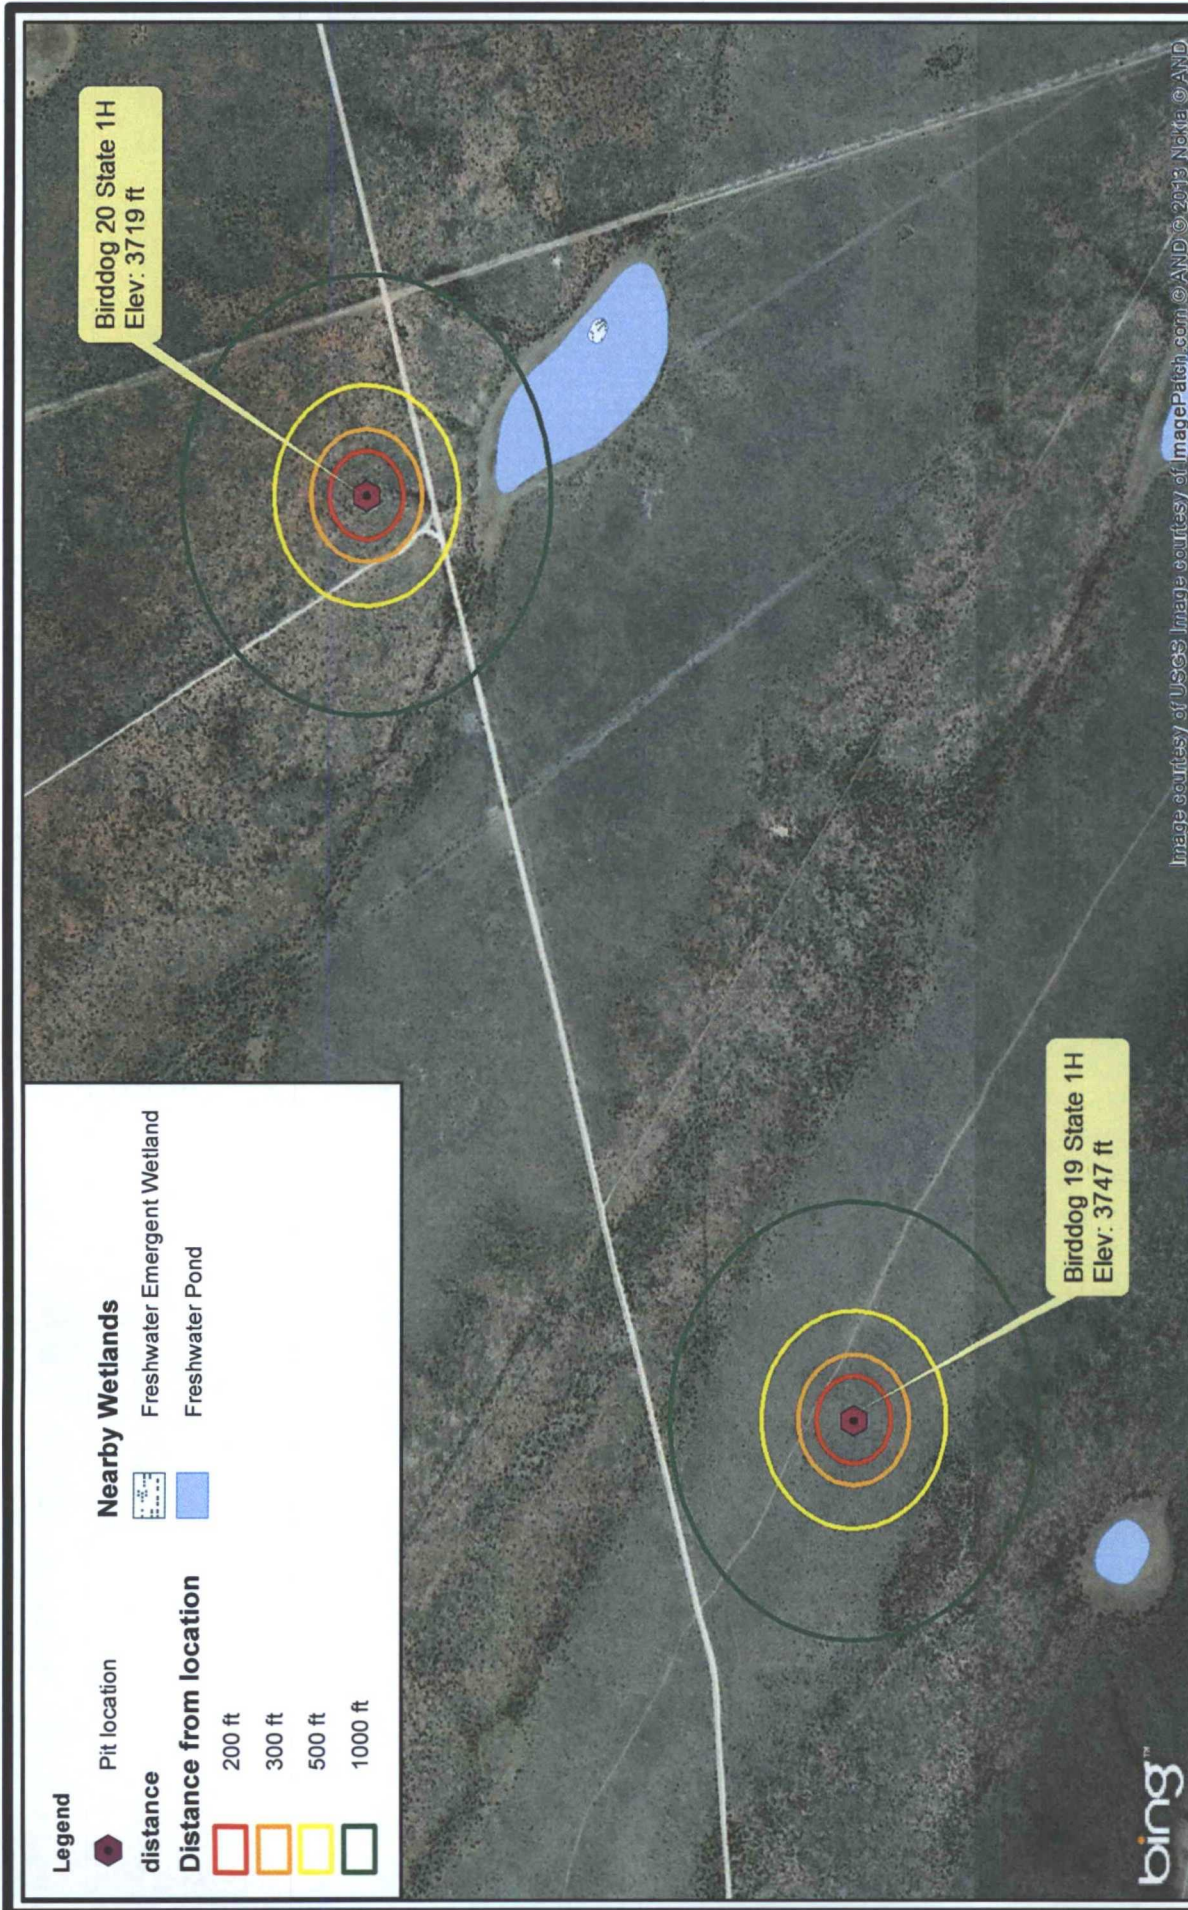 Legend
Pit location
distance
Distance from location
200 ft
300 ft
500 ft
1000 ft
Nearby Wetlands
Freshwater Emergent Wetland
Freshwater Pond
Birddog 20 State 1H
Elev: 3719 ft
Birddog 19 State 1H
Elev: 3747 ft
bing™
Image courtesy of USGS Image courtesy of ImagePatch.com © AND © 2013 Nokia © AND